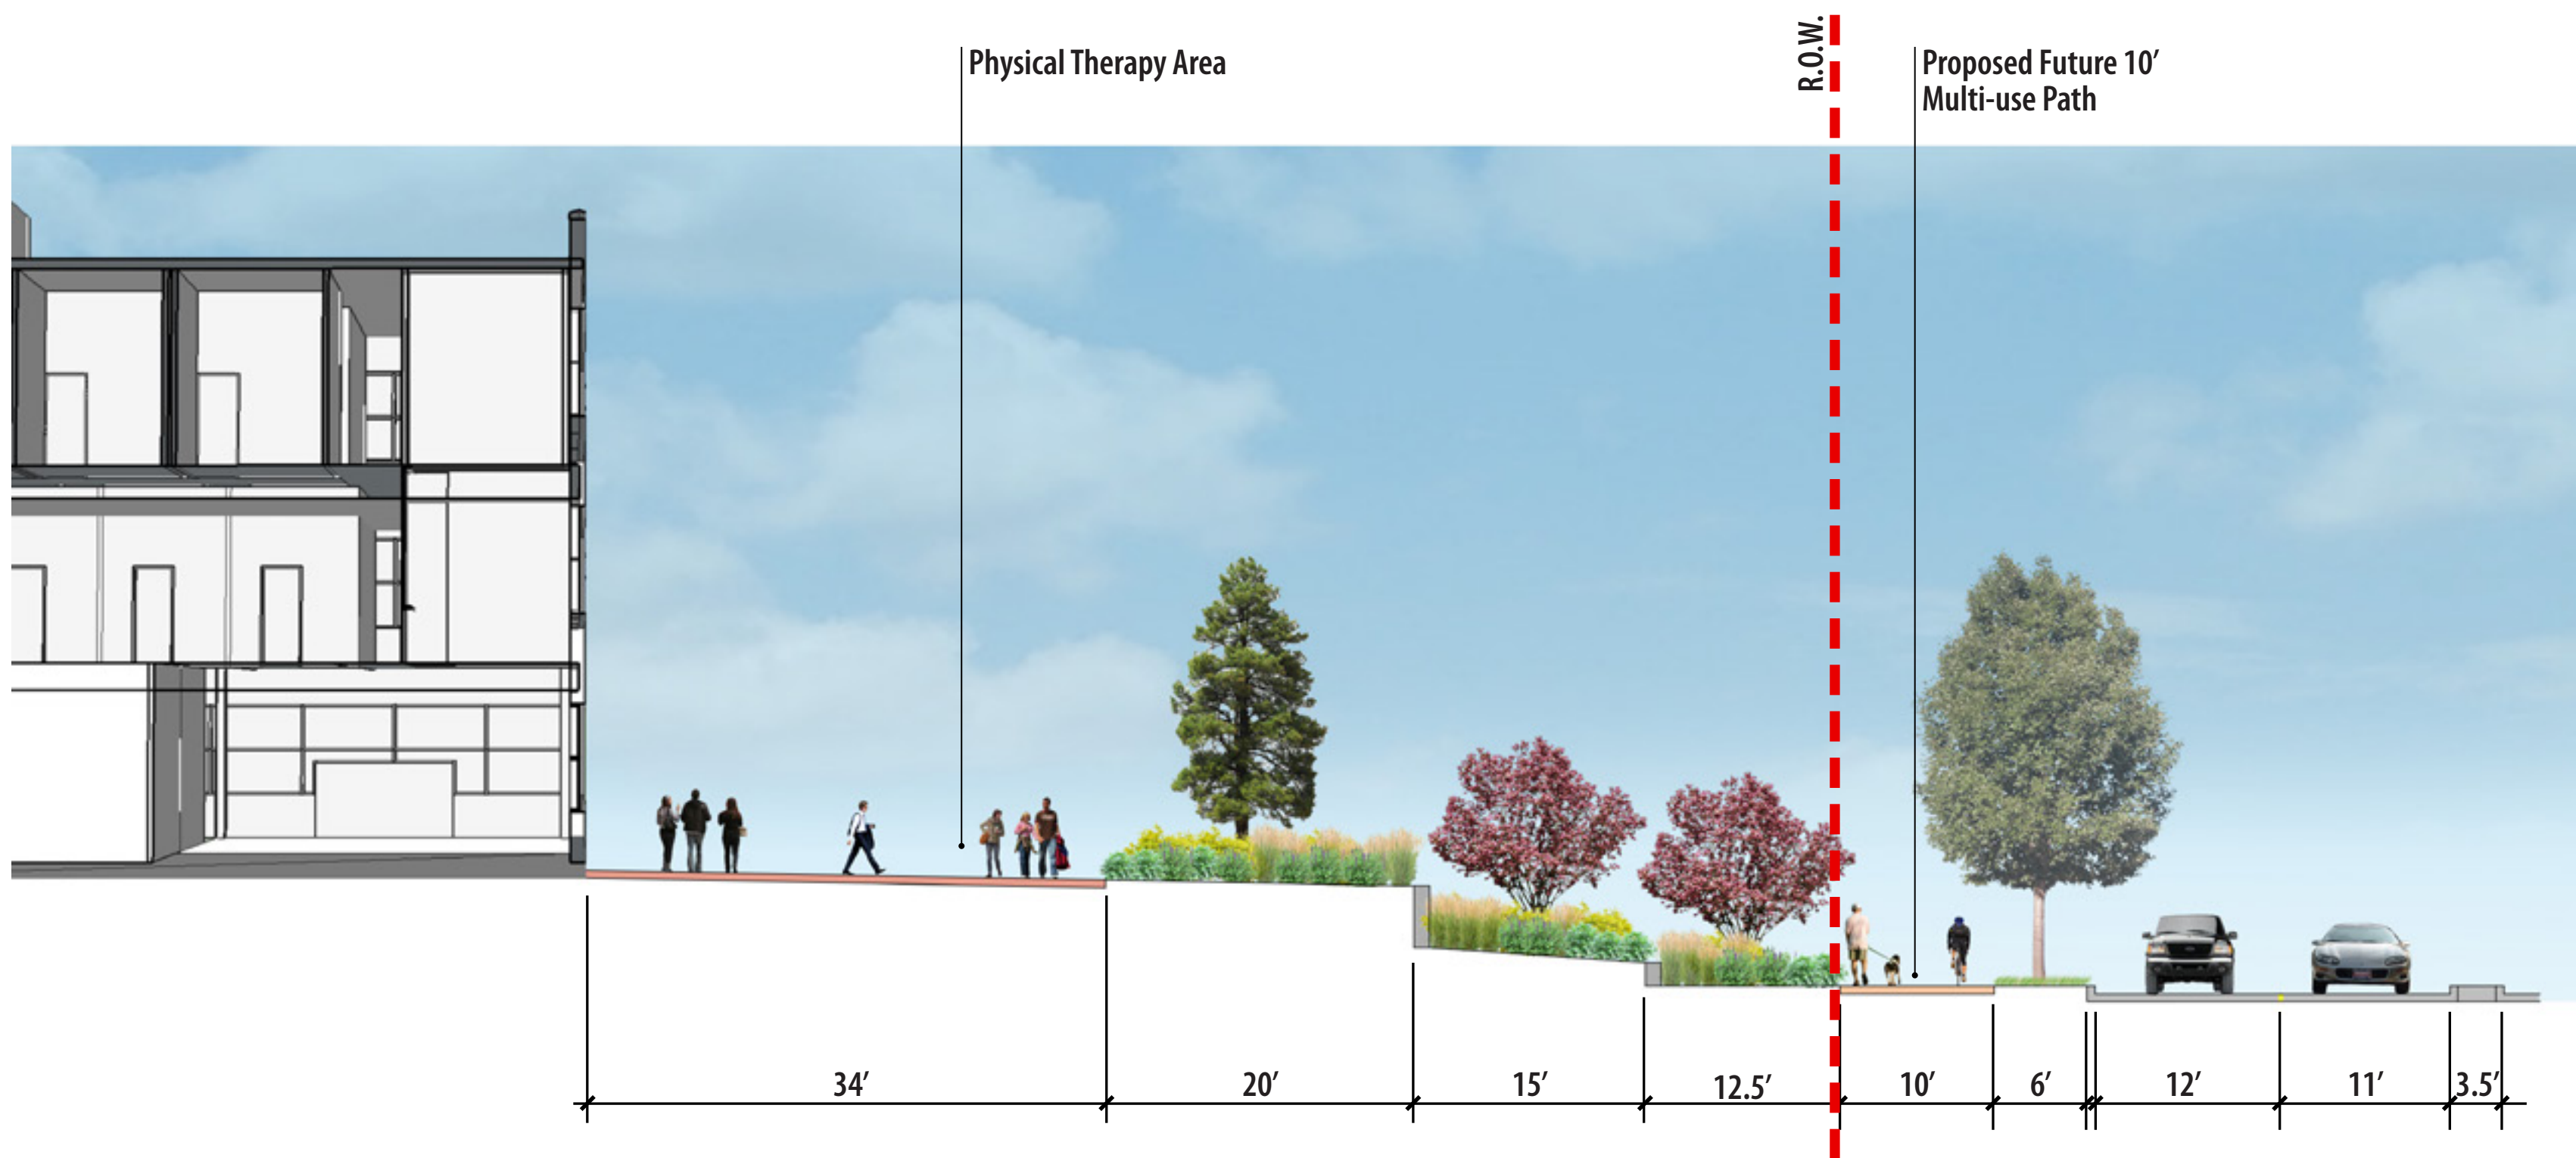 Physical Therapy Area
R.O.W.
Proposed Future 10′
Multi-use Path
34′
20′
15′
12.5′
10′
6′
12′
11′
3.5′